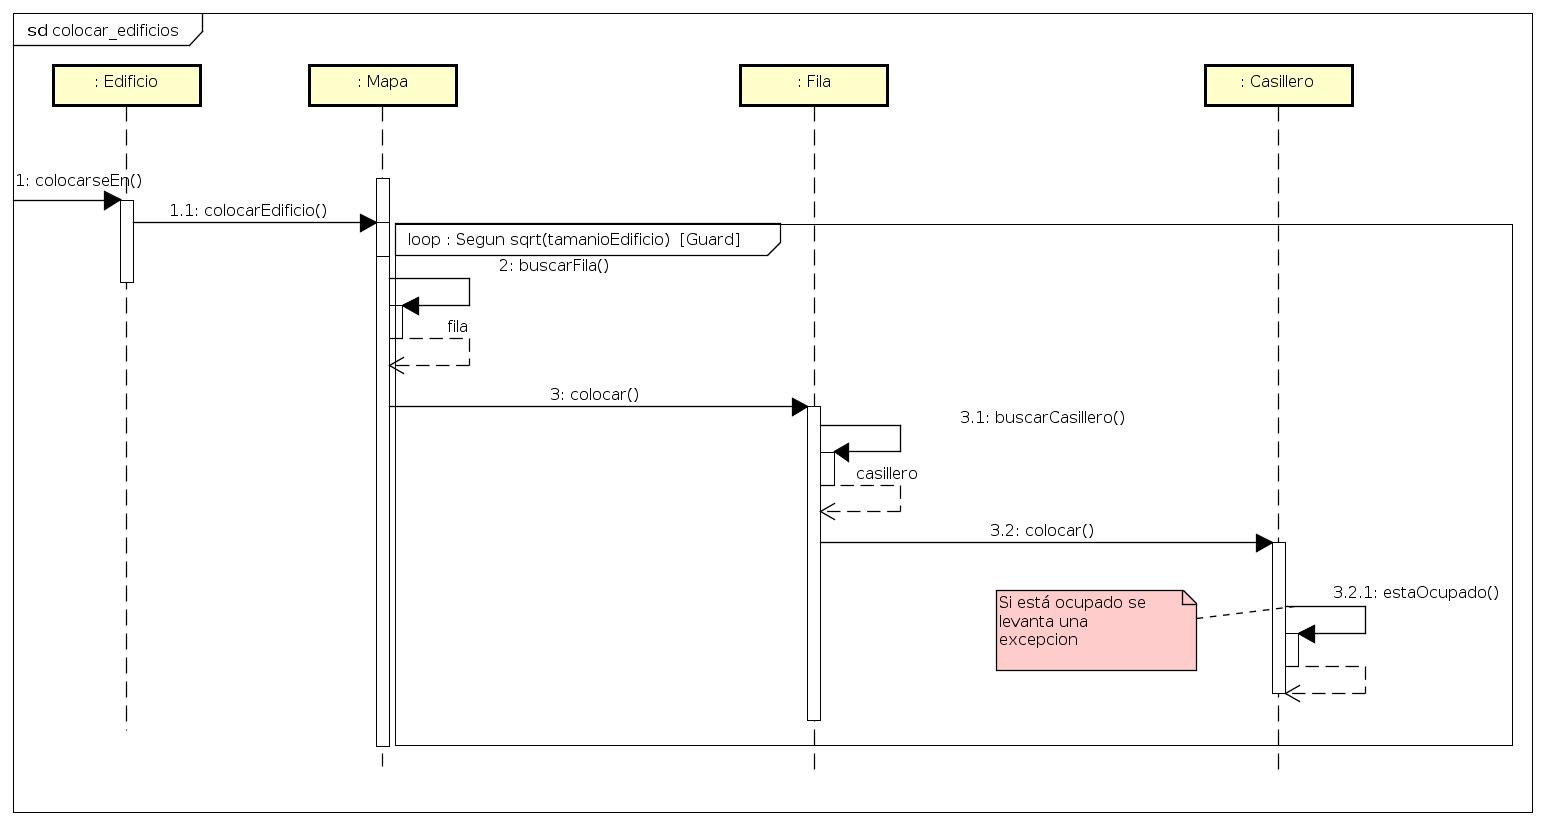 sd colocar_edificios
: Edificio
: Mapa
: Fila
: Casillero
1: colocarseEn()
1.1: colocarEdificio()
loop : Segun sqrt(tamanioEdificio) [Guard]
2: buscarFila()
fila
3: colocar()
3.1: buscarCasillero()
casillero
3.2: colocar()
3.2.1: estaOcupado()
Si está ocupado se
levanta una
excepcion